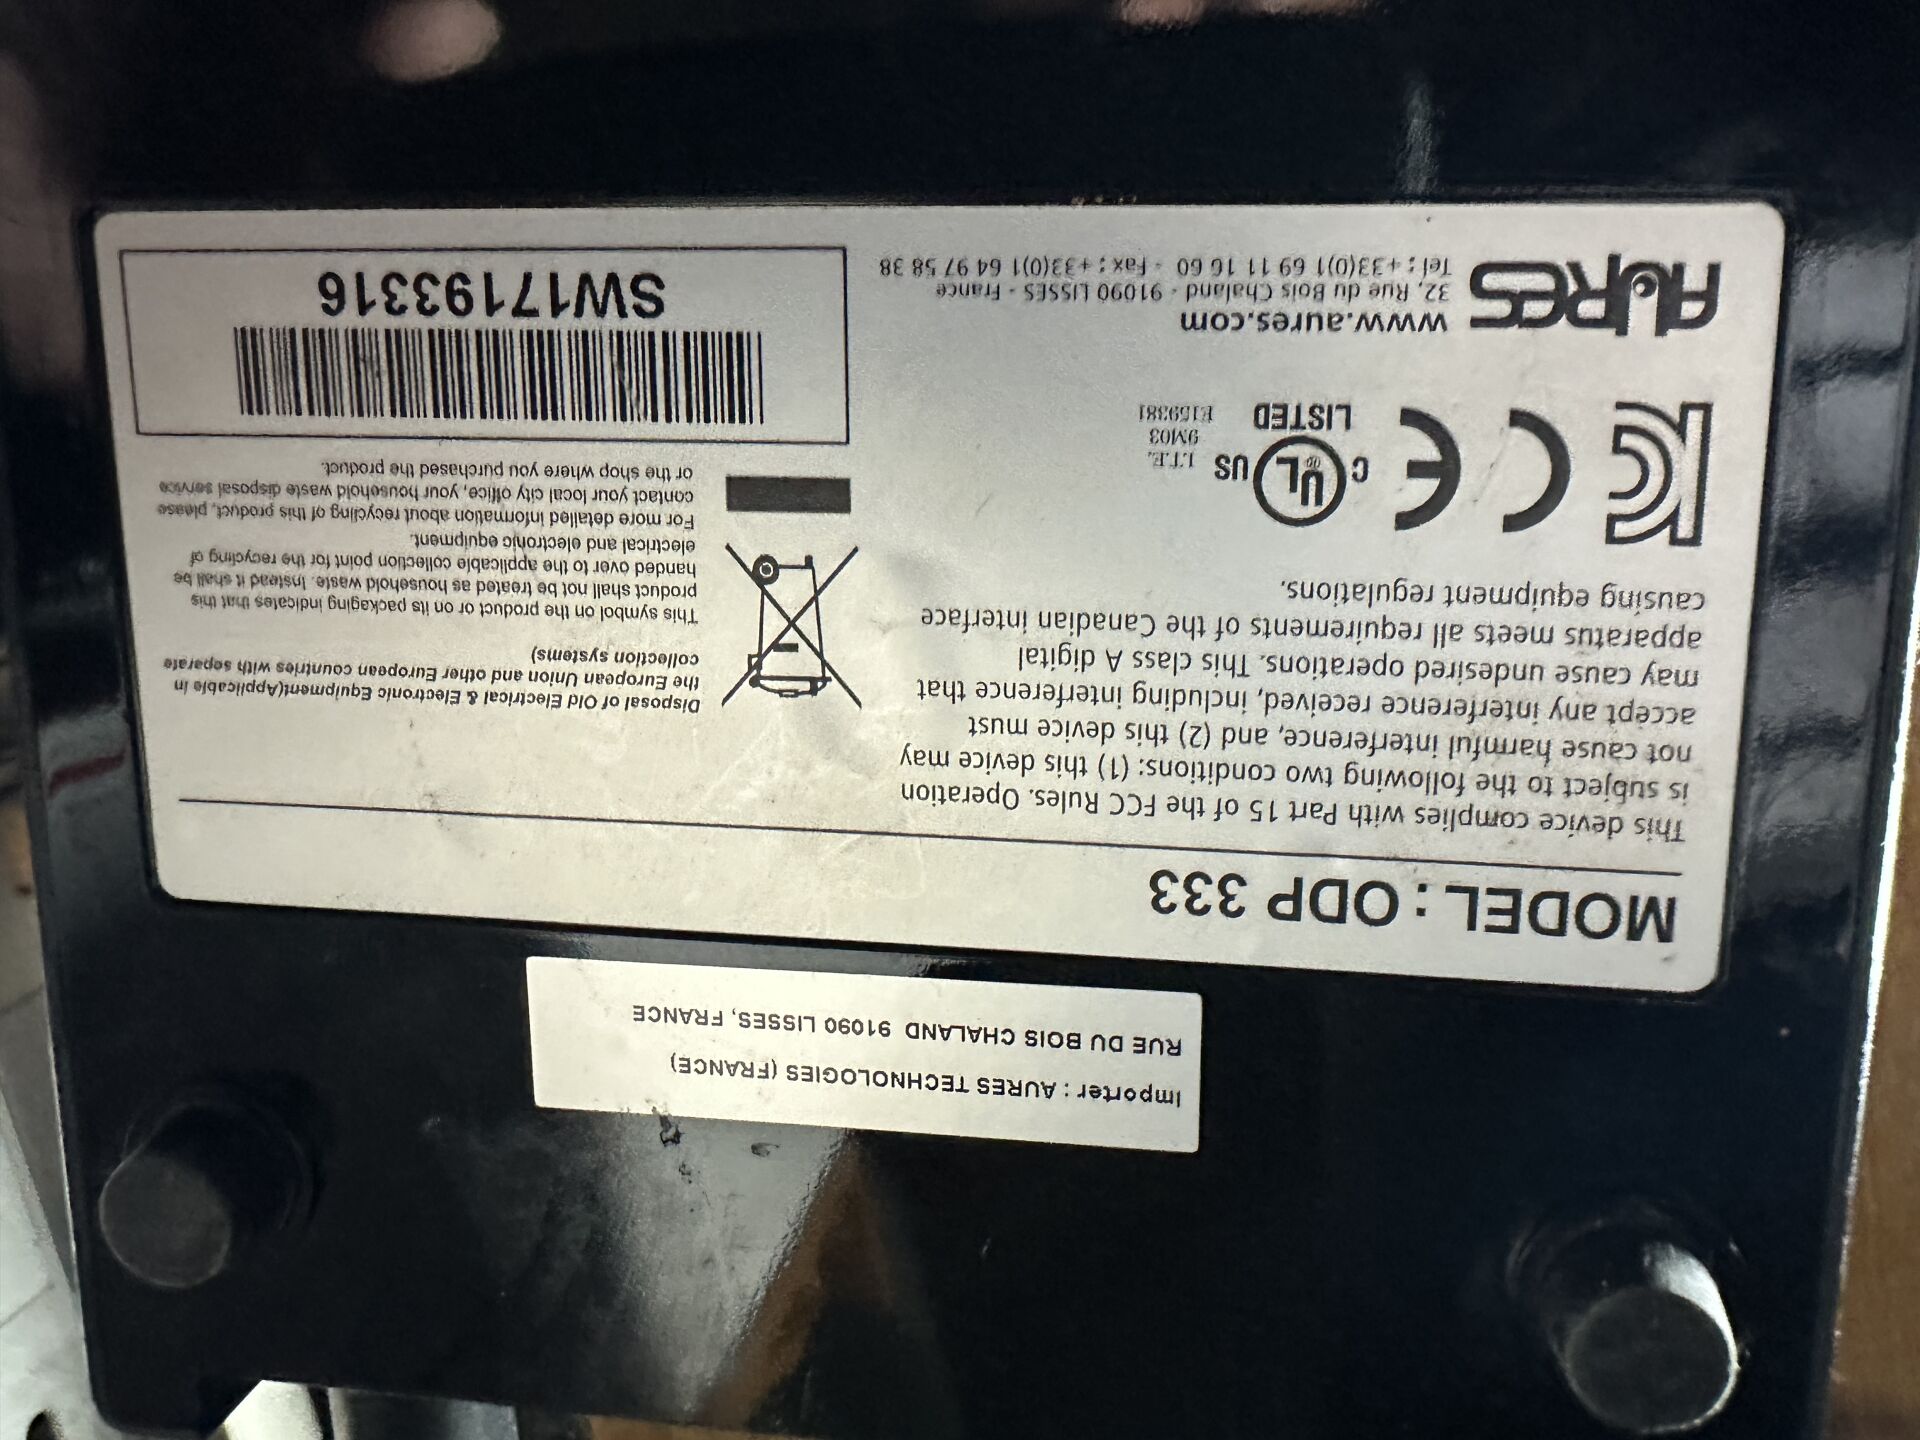 Importer : AURES TECHNOLOGIES (FRANCE)
RUE DU BOIS CHALAND 91090 LISSES, FRANCE
MODEL : ODP 333
This device complies with Part 15 of the FCC Rules. Operation
is subject to the following two conditions: (1) this device may
not cause harmful interference, and (2) this device must
accept any interference received, including interference that
may cause undesired operations. This class A digital
apparatus meets all requirements of the Canadian interface
causing equipment regulations.
C UL US
LISTED
I.T.E.
9M03
E159381
AURES
www.aures.com
32, Rue du Bois Chaland - 91090 LISSES - France
Tel : +33(0)1 69 11 16 60 - Fax : +33(0)1 64 97 58 38
Disposal of Old Electrical & Electronic Equipment(Applicable in
the European Union and other European countries with separate
collection systems)
This symbol on the product or on its packaging indicates that this
product shall not be treated as household waste. Instead it shall be
handed over to the applicable collection point for the recycling of
electrical and electronic equipment.
For more detailed information about recycling of this product, please
contact your local city office, your household waste disposal service
or the shop where you purchased the product.
SW17193316